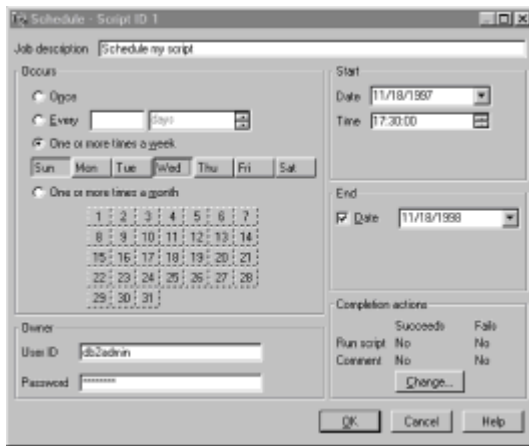 Schedule - Script ID 1
Job description Schedule my script
Occurs
Once
Every days
One or more times a week
Sun Mon Tue Wed Thu Fri Sat
One or more times a month
1 2 3 4 5 6 7
8 9 10 11 12 13 14
15 16 17 18 19 20 21
22 23 24 25 26 27 28
29 30 31
Owner
User ID db2admin
Password ********
Start
Date 11/18/1997
Time 17:30:00
End
Date 11/18/1998
Completion actions
Succeeds Fails
Run script No No
Comment No No
Change...
OK Cancel Help